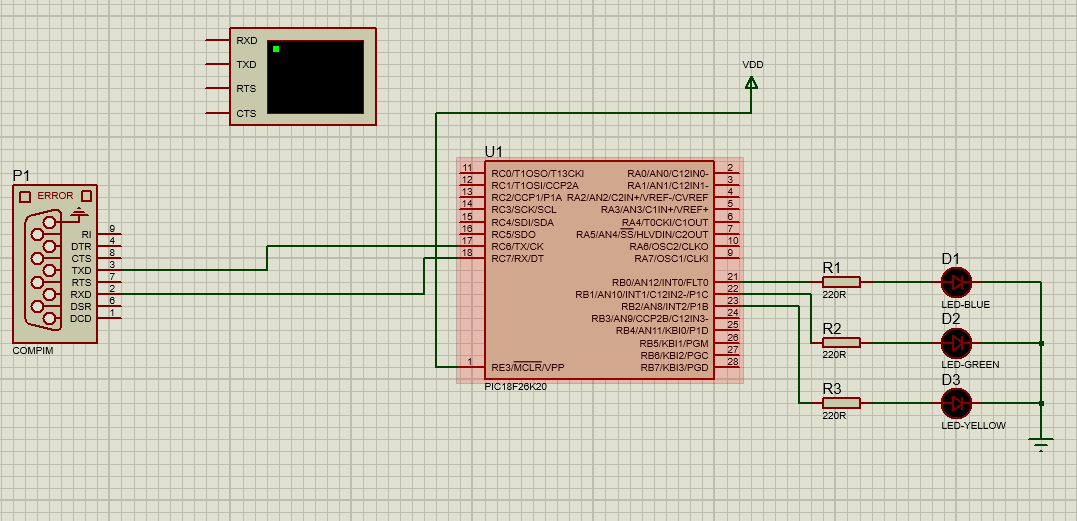 RXD
TXD
RTS
CTS
VDD
P1
ERROR
RI 9
DTR 4
CTS 8
TXD 3
RTS 7
RXD 2
DSR 6
DCD 1
COMPIM
U1
11 RC0/T1OSO/T13CKI RA0/AN0/C12IN0- 2
12 RC1/T1OSI/CCP2A RA1/AN1/C12IN1- 3
13 RC2/CCP1/P1A RA2/AN2/C2IN+/VREF-/CVREF 4
14 RC3/SCK/SCL RA3/AN3/C1IN+/VREF+ 5
15 RC4/SDI/SDA RA4/T0CKI/C1OUT 6
16 RC5/SDO RA5/AN4/SS/HLVDIN/C2OUT 7
17 RC6/TX/CK RA6/OSC2/CLKO 10
18 RC7/RX/DT RA7/OSC1/CLKI 9
RB0/AN12/INT0/FLT0 21
RB1/AN10/INT1/C12IN2-/P1C 22
RB2/AN8/INT2/P1B 23
RB3/AN9/CCP2B/C12IN3- 24
RB4/AN11/KBI0/P1D 25
RB5/KBI1/PGM 26
RB6/KBI2/PGC 27
1 RE3/MCLR/VPP RB7/KBI3/PGD 28
PIC18F26K20
R1
220R
D1
LED-BLUE
R2
220R
D2
LED-GREEN
R3
220R
D3
LED-YELLOW